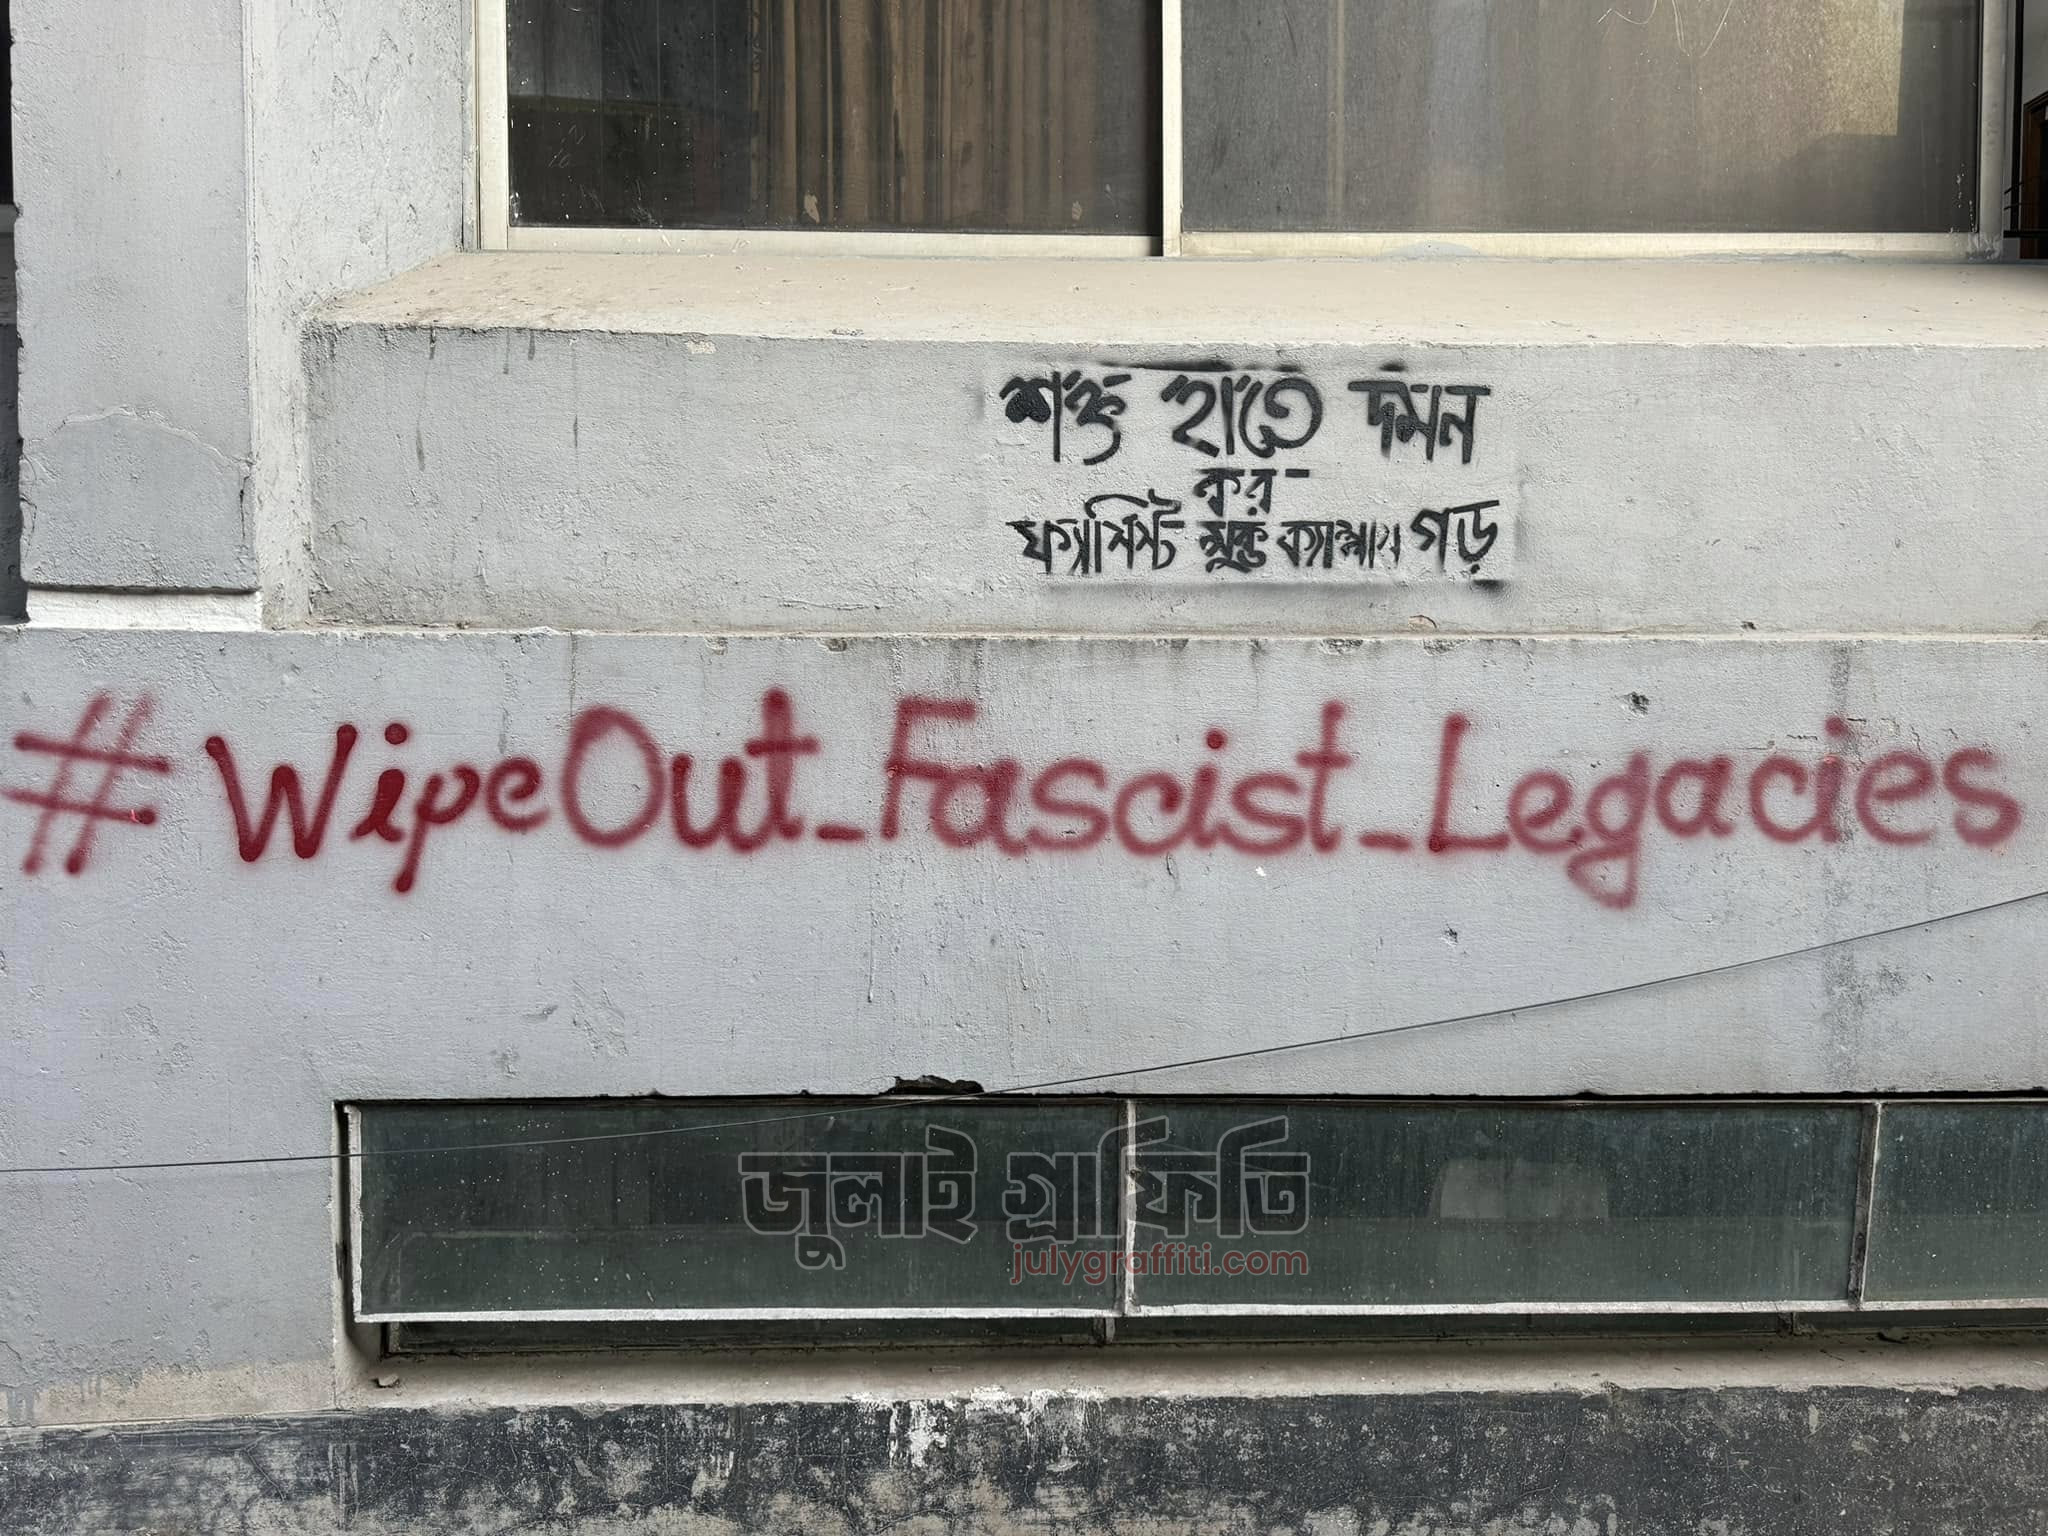 শক্ত হাতে দমন
কর
ফ্যাসিস্ট মুক্ত ক্যাম্পাস গড়
#WipeOut_Fascist_Legacies
জুলাই গ্রাফিতি
julygraffiti.com